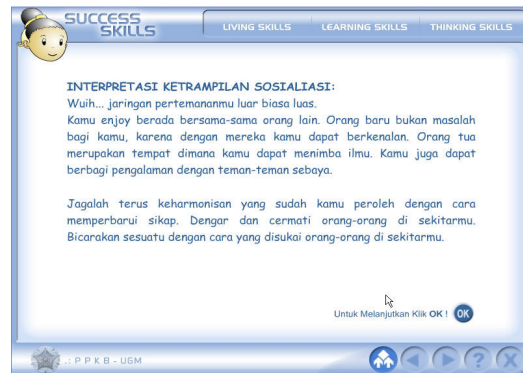 SUCCESS
SKILLS
LIVING SKILLS
LEARNING SKILLS
THINKING SKILLS
INTERPRETASI KETRAMPILAN SOSIALIASI:
Wuih... jaringan pertemananmu luar biasa luas.
Kamu enjoy berada bersama-sama orang lain. Orang baru bukan masalah
bagi kamu, karena dengan mereka kamu dapat berkenalan. Orang tua
merupakan tempat dimana kamu dapat menimba ilmu. Kamu juga dapat
berbagi pengalaman dengan teman-teman sebaya.
Jagalah terus keharmonisan yang sudah kamu peroleh dengan cara
memperbarui sikap. Dengar dan cermati orang-orang di sekitarmu.
Bicarakan sesuatu dengan cara yang disukai orang-orang di sekitarmu.
Untuk Melanjutkan Klik OK ! OK
.: P P K B - UGM
?
X